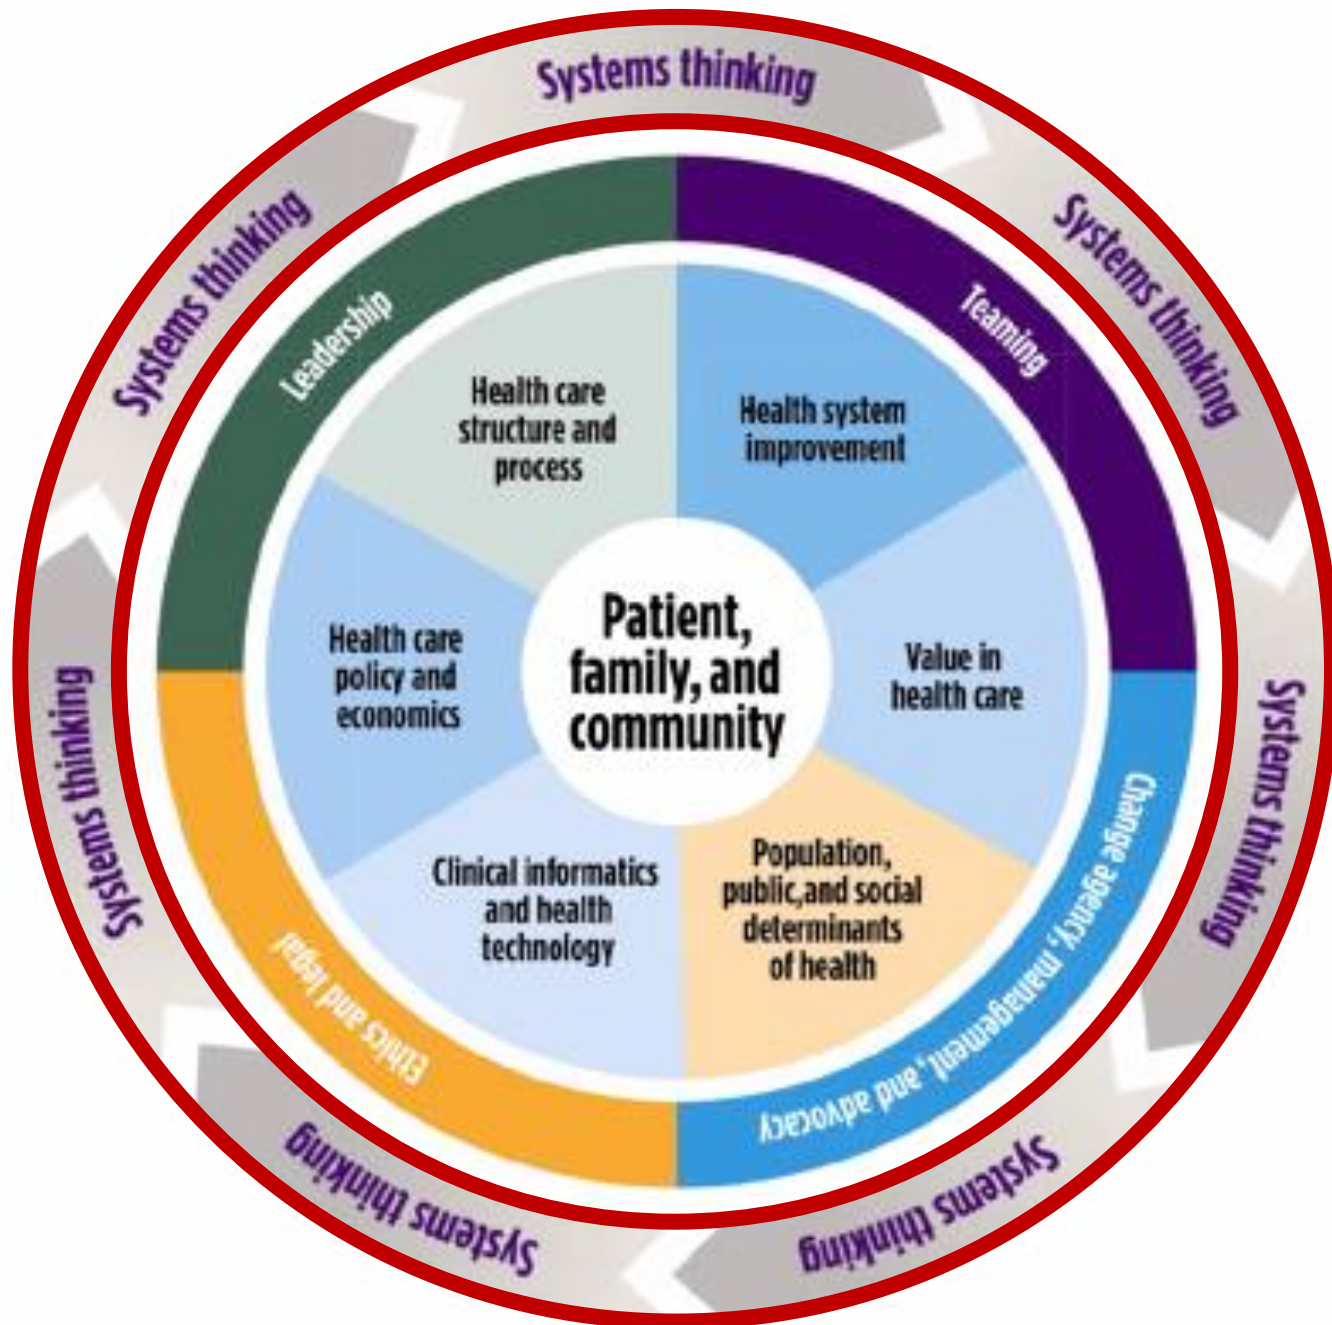 Systems thinking
Systems thinking
Systems thinking
Systems thinking
Systems thinking
Systems thinking
Systems thinking
Leadership
Teaming
Change agency, management, and advocacy
Ethics and legal
Health care
structure and
process
Health system
improvement
Value in
health care
Population,
public,and social
determinants
of health
Clinical informatics
and health
technology
Health care
policy and
economics
Patient,
family, and
community